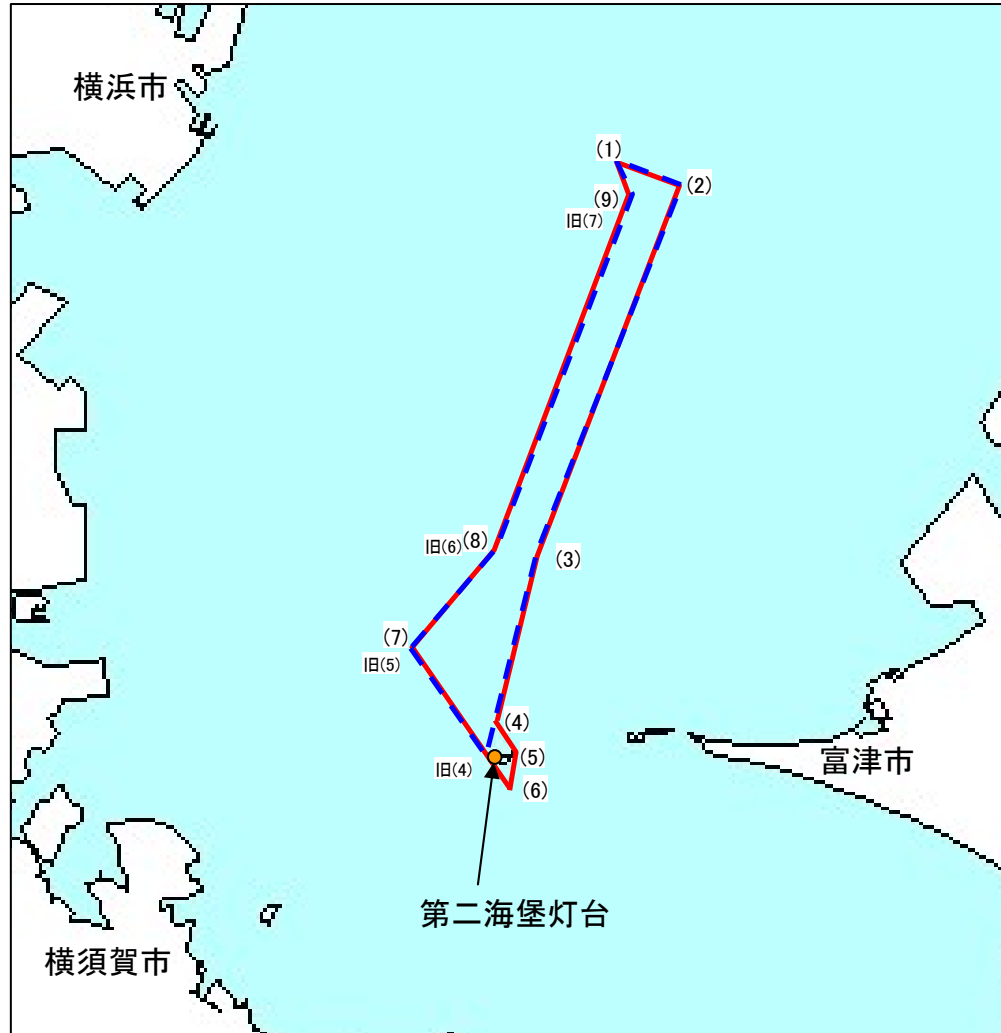 横浜市
(1)
(2)
(9)
旧(7)
旧(6)
(8)
(3)
(7)
旧(5)
(4)
(5)
旧(4)
(6)
富津市
第二海堡灯台
横須賀市